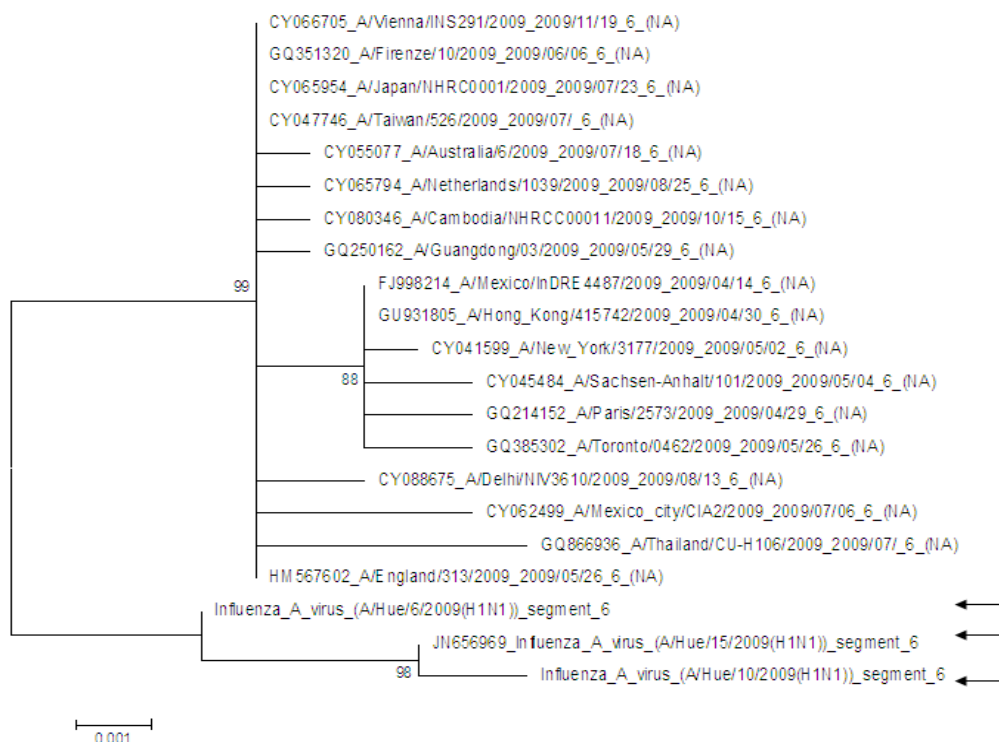 CY066705_A/Vienna/INS291/2009_2009/11/19_6_(NA)
GQ351320_A/Firenze/10/2009_2009/06/06_6_(NA)
CY065954_A/Japan/NHRC0001/2009_2009/07/23_6_(NA)
CY047746_A/Taiwan/526/2009_2009/07/_6_(NA)
CY055077_A/Australia/6/2009_2009/07/18_6_(NA)
CY065794_A/Netherlands/1039/2009_2009/08/25_6_(NA)
CY080346_A/Cambodia/NHRCC00011/2009_2009/10/15_6_(NA)
GQ250162_A/Guangdong/03/2009_2009/05/29_6_(NA)
99
FJ998214_A/Mexico/InDRE4487/2009_2009/04/14_6_(NA)
GU931805_A/Hong_Kong/415742/2009_2009/04/30_6_(NA)
CY041599_A/New_York/3177/2009_2009/05/02_6_(NA)
88
CY045484_A/Sachsen-Anhalt/101/2009_2009/05/04_6_(NA)
GQ214152_A/Paris/2573/2009_2009/04/29_6_(NA)
GQ385302_A/Toronto/0462/2009_2009/05/26_6_(NA)
CY088675_A/Delhi/NIV3610/2009_2009/08/13_6_(NA)
CY062499_A/Mexico_city/CIA2/2009_2009/07/06_6_(NA)
GQ866936_A/Thailand/CU-H106/2009_2009/07/_6_(NA)
HM567602_A/England/313/2009_2009/05/26_6_(NA)
Influenza_A_virus_(A/Hue/6/2009(H1N1))_segment_6
JN656969_Influenza_A_virus_(A/Hue/15/2009(H1N1))_segment_6
98
Influenza_A_virus_(A/Hue/10/2009(H1N1))_segment_6
0.001